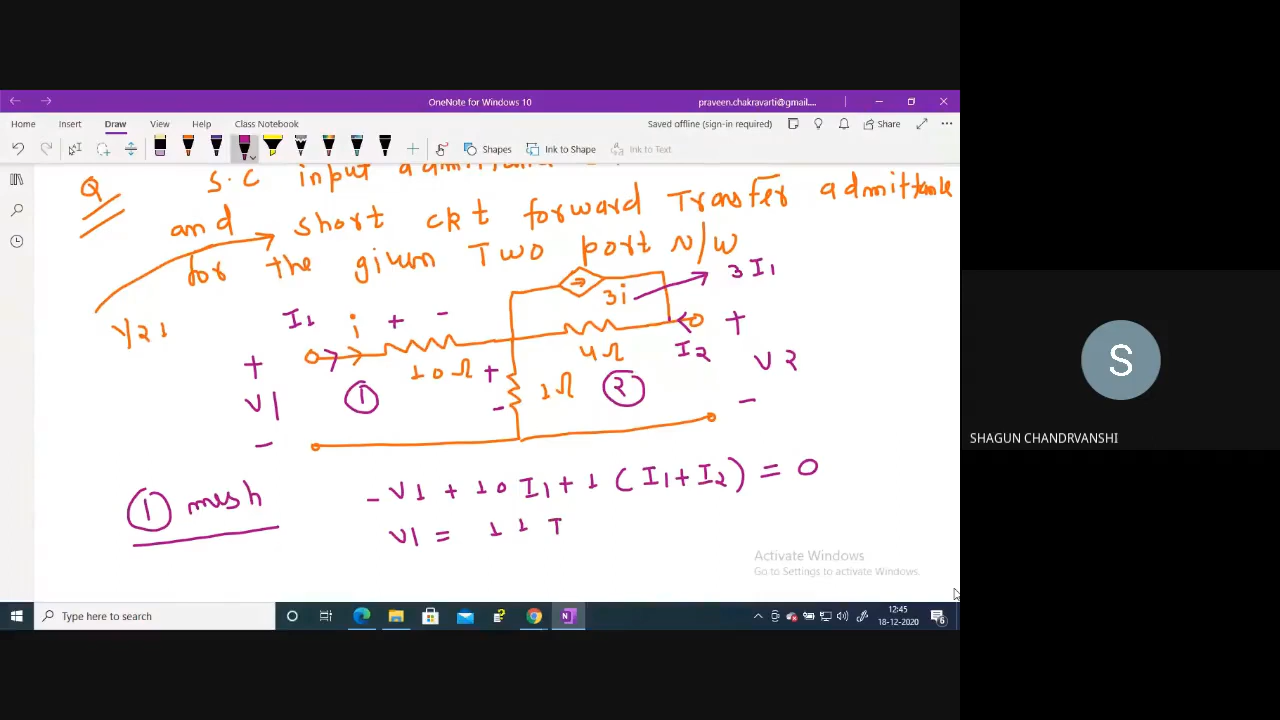 OneNote for Windows 10
praveen.chakravarti@gmail....
Home Insert Draw View Help Class Notebook
Saved offline (sign-in required)
Share
Shapes
Ink to Shape
Ink to Text
Q
S.C input
and short ckt forward Transfer admittance
for the given Two port N/W
Y21
3i
3I1
I1
i
+ -
10Ω
4Ω
I2
+
V1
-
1
+
-
1Ω
2
+
V2
-
1 mesh
-V1 + 10 I1 + 1 (I1+I2) = 0
V1 = 11 I
Activate Windows
Go to Settings to activate Windows.
S
SHAGUN CHANDRVANSHI
Type here to search
12:45
18-12-2020
6